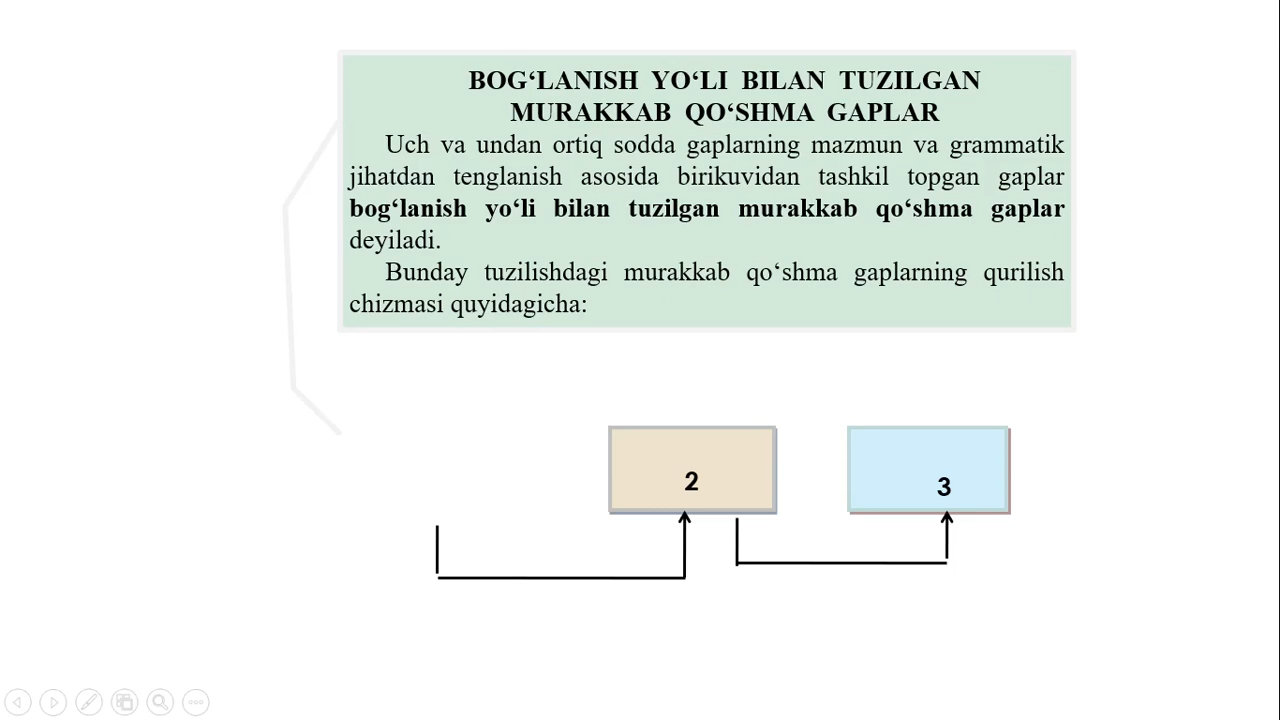 BOG‘LANISH YO‘LI BILAN TUZILGAN
MURAKKAB QO‘SHMA GAPLAR
Uch va undan ortiq sodda gaplarning mazmun va grammatik
jihatdan tenglanish asosida birikuvidan tashkil topgan gaplar
bog‘lanish yo‘li bilan tuzilgan murakkab qo‘shma gaplar
deyiladi.
Bunday tuzilishdagi murakkab qo‘shma gaplarning qurilish
chizmasi quyidagicha:
2
3